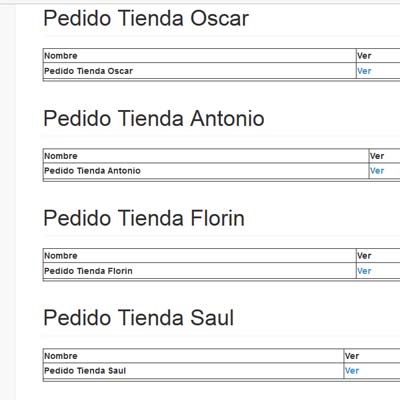 Pedido Tienda Oscar
Nombre Ver
Pedido Tienda Oscar Ver
Pedido Tienda Antonio
Nombre Ver
Pedido Tienda Antonio Ver
Pedido Tienda Florin
Nombre Ver
Pedido Tienda Florin Ver
Pedido Tienda Saul
Nombre Ver
Pedido Tienda Saul Ver